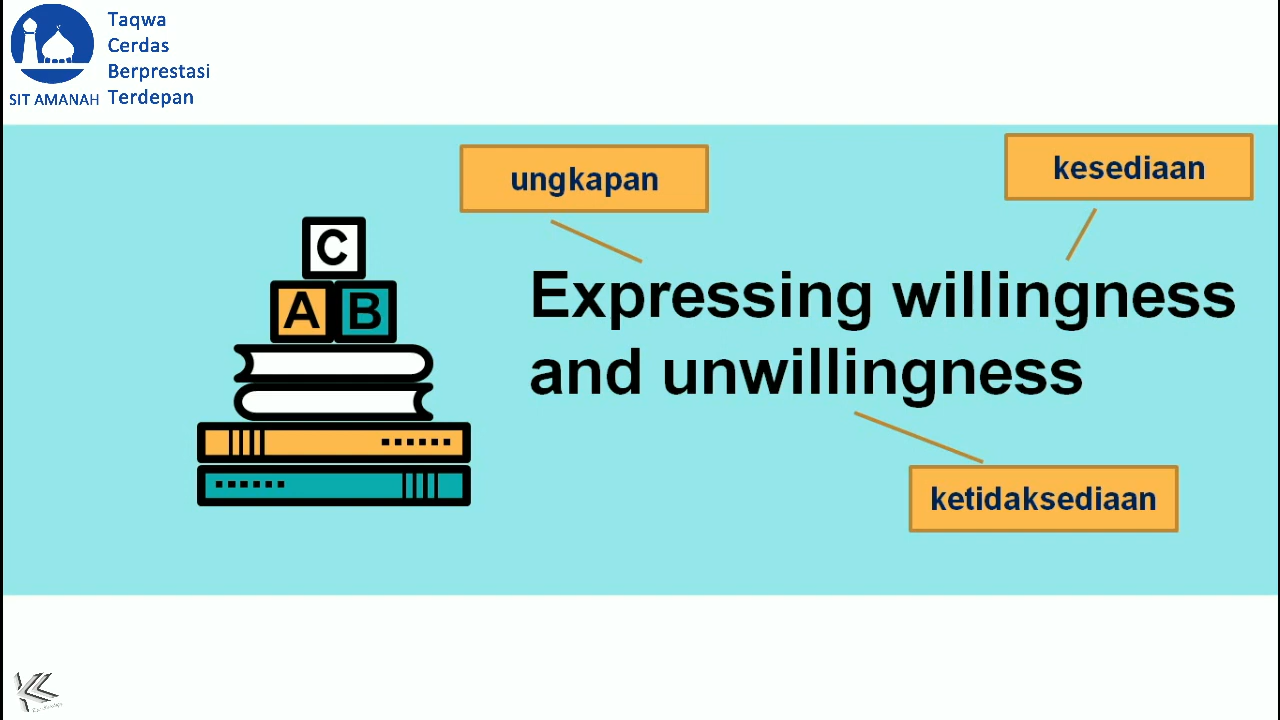 Taqwa
Cerdas
Berprestasi
SIT AMANAH Terdepan
ungkapan
kesediaan
C
A B
Expressing willingness
and unwillingness
ketidaksediaan